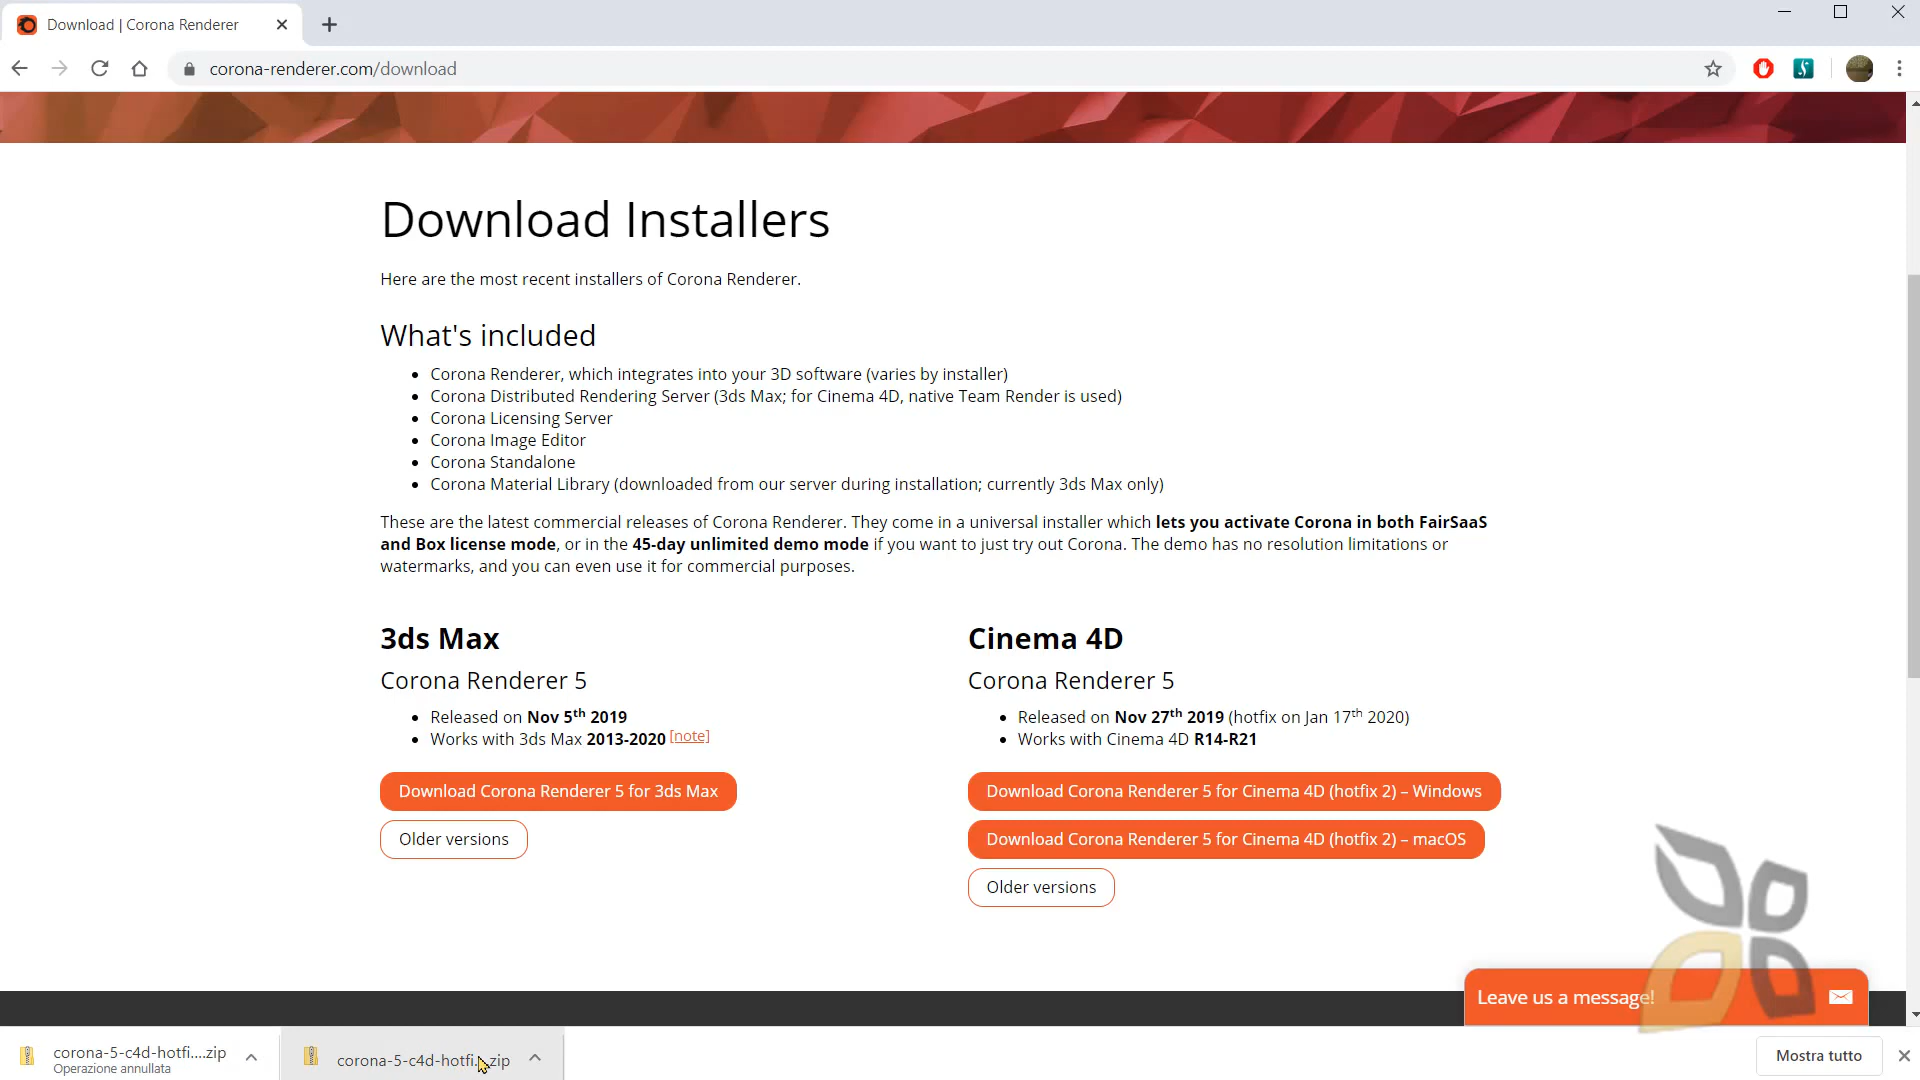 Download | Corona Renderer
corona-renderer.com/download
Download Installers
Here are the most recent installers of Corona Renderer.
What's included
• Corona Renderer, which integrates into your 3D software (varies by installer)
• Corona Distributed Rendering Server (3ds Max; for Cinema 4D, native Team Render is used)
• Corona Licensing Server
• Corona Image Editor
• Corona Standalone
• Corona Material Library (downloaded from our server during installation; currently 3ds Max only)
These are the latest commercial releases of Corona Renderer. They come in a universal installer which lets you activate Corona in both FairSaaS
and Box license mode, or in the 45-day unlimited demo mode if you want to just try out Corona. The demo has no resolution limitations or
watermarks, and you can even use it for commercial purposes.
3ds Max
Corona Renderer 5
• Released on Nov 5th 2019
• Works with 3ds Max 2013-2020 [note]
Download Corona Renderer 5 for 3ds Max
Older versions
Cinema 4D
Corona Renderer 5
• Released on Nov 27th 2019 (hotfix on Jan 17th 2020)
• Works with Cinema 4D R14-R21
Download Corona Renderer 5 for Cinema 4D (hotfix 2) – Windows
Download Corona Renderer 5 for Cinema 4D (hotfix 2) – macOS
Older versions
Leave us a message!
corona-5-c4d-hotfi....zip
Operazione annullata
corona-5-c4d-hotfi....zip
Mostra tutto